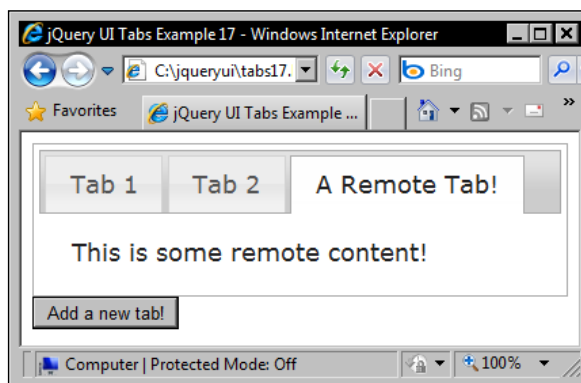 jQuery UI Tabs Example 17 - Windows Internet Explorer
C:\jqueryui\tabs17.
Bing
Favorites
jQuery UI Tabs Example ...
»
Tab 1
Tab 2
A Remote Tab!
This is some remote content!
Add a new tab!
Computer | Protected Mode: Off
100%